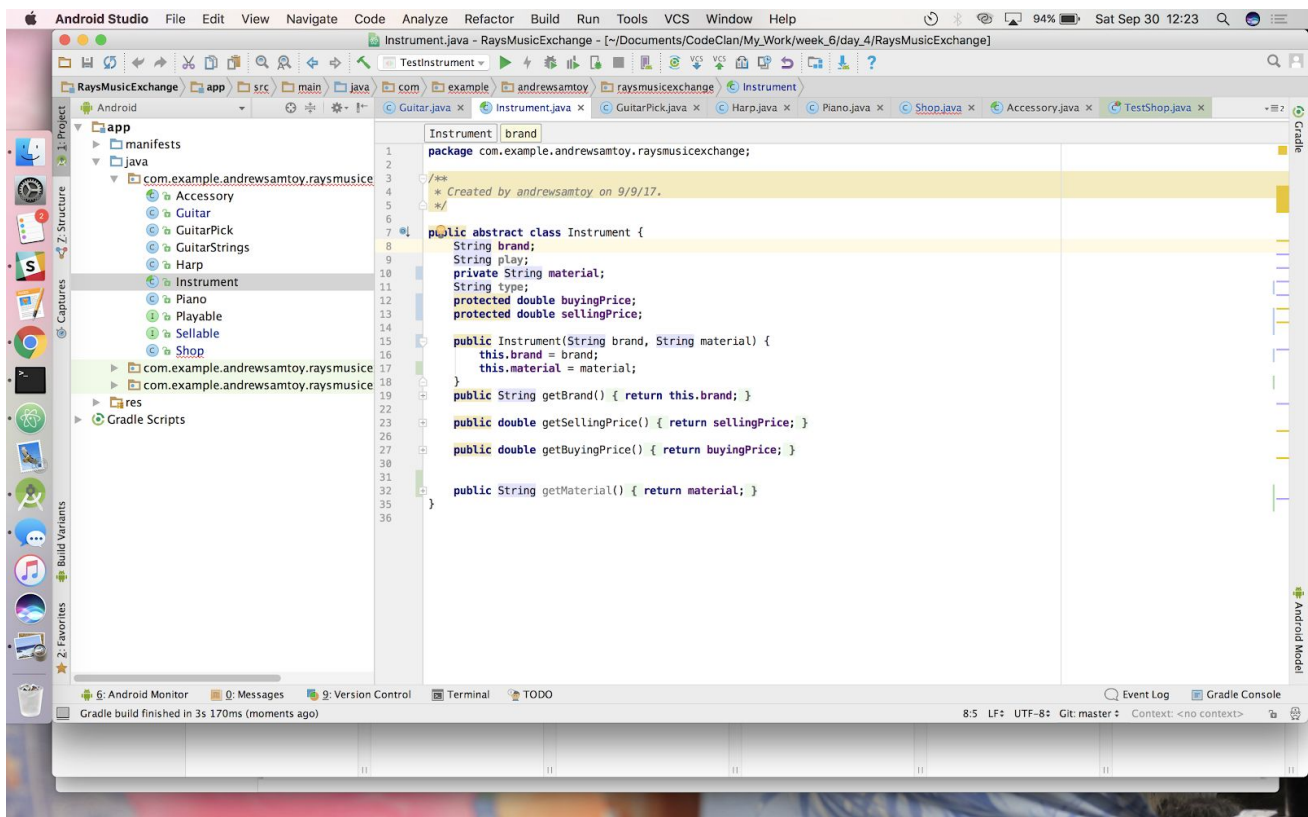 Android Studio File Edit View Navigate Code Analyze Refactor Build Run Tools VCS Window Help 94% Sat Sep 30 12:23
Instrument.java - RaysMusicExchange - [~/Documents/CodeClan/My_Work/week_6/day_4/RaysMusicExchange]
TestInstrument
RaysMusicExchange app src main java com example andrewsamtoy raysmusicexchange Instrument
Android
Guitar.java Instrument.java GuitarPick.java Harp.java Piano.java Shop.java Accessory.java TestShop.java
1: Project
Z: Structure
Captures
Build Variants
2: Favorites
app
manifests
java
com.example.andrewsamtoy.raysmusice
Accessory
Guitar
GuitarPick
GuitarStrings
Harp
Instrument
Piano
Playable
Sellable
Shop
com.example.andrewsamtoy.raysmusice
com.example.andrewsamtoy.raysmusice
res
Gradle Scripts
Instrument brand
1 package com.example.andrewsamtoy.raysmusicexchange;
2
3 /**
4 * Created by andrewsamtoy on 9/9/17.
5 */
6
7 public abstract class Instrument {
8 String brand;
9 String play;
10 private String material;
11 String type;
12 protected double buyingPrice;
13 protected double sellingPrice;
14
15 public Instrument(String brand, String material) {
16 this.brand = brand;
17 this.material = material;
18 }
19 public String getBrand() { return this.brand; }
22
23 public double getSellingPrice() { return sellingPrice; }
26
27 public double getBuyingPrice() { return buyingPrice; }
30
31
32 public String getMaterial() { return material; }
35 }
36
Gradle
Android Model
6: Android Monitor 0: Messages 9: Version Control Terminal TODO Event Log Gradle Console
Gradle build finished in 3s 170ms (moments ago) 8:5 LF UTF-8 Git: master Context: <no context>